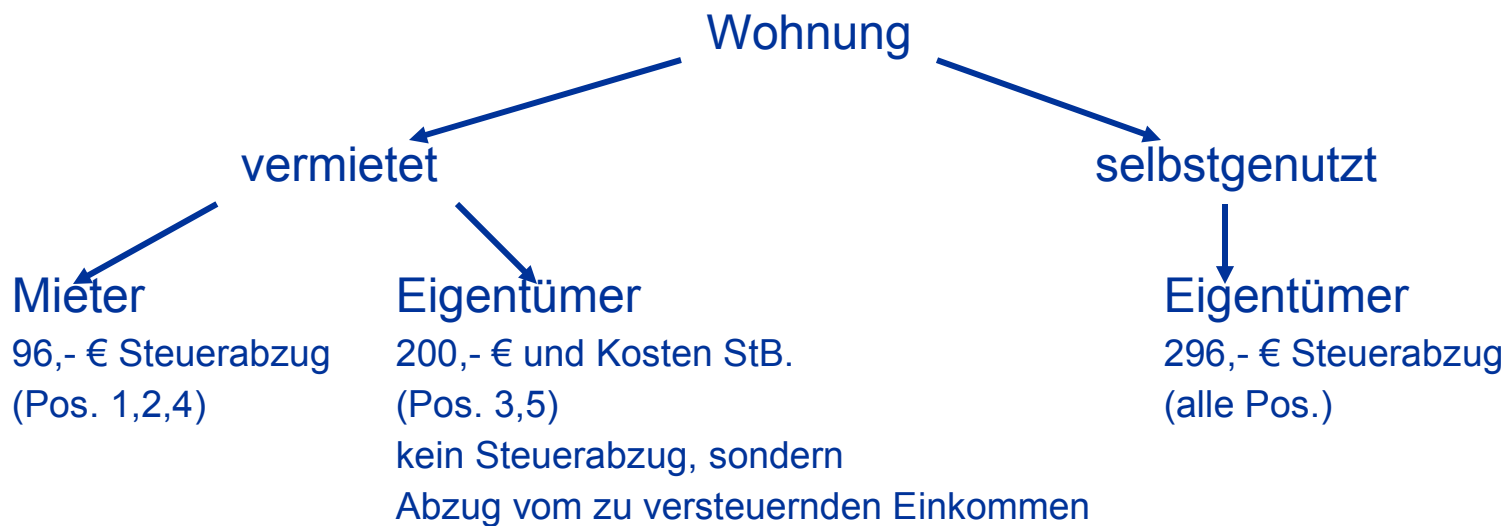 Wohnung
vermietet
selbstgenutzt
Mieter
96,- € Steuerabzug
(Pos. 1,2,4)
Eigentümer
200,- € und Kosten StB.
(Pos. 3,5)
kein Steuerabzug, sondern
Abzug vom zu versteuernden Einkommen
Eigentümer
296,- € Steuerabzug
(alle Pos.)